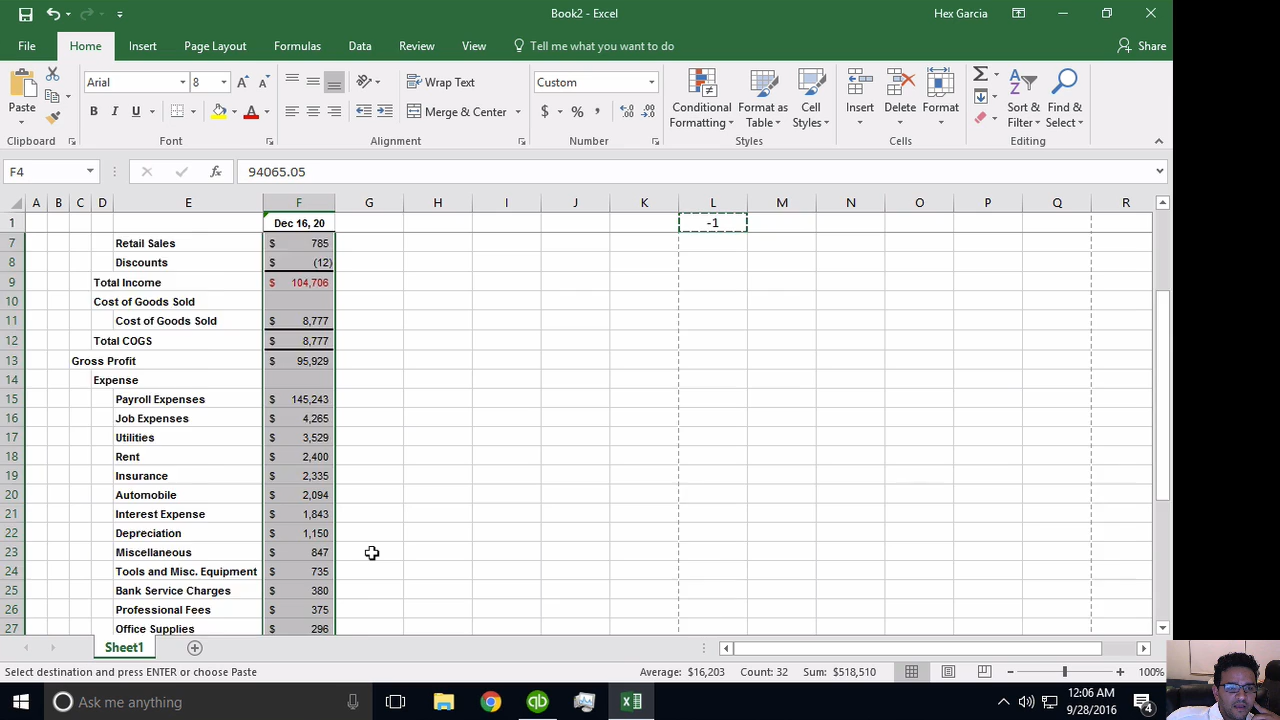 Book2 - Excel
Hex Garcia
File Home Insert Page Layout Formulas Data Review View Tell me what you want to do Share
Paste
Arial 8
Wrap Text
Custom
B I U
A
Merge & Center
$ % ,
Conditional Formatting
Format as Table
Cell Styles
Insert
Delete
Format
Sort & Filter
Find & Select
Clipboard Font Alignment Number Styles Cells Editing
F4 fx 94065.05
A B C D E F G H I J K L M N O P Q R
1 Dec 16, 20 -1
7 Retail Sales $ 785
8 Discounts $ (12)
9 Total Income $ 104,706
10 Cost of Goods Sold
11 Cost of Goods Sold $ 8,777
12 Total COGS $ 8,777
13 Gross Profit $ 95,929
14 Expense
15 Payroll Expenses $ 145,243
16 Job Expenses $ 4,265
17 Utilities $ 3,529
18 Rent $ 2,400
19 Insurance $ 2,335
20 Automobile $ 2,094
21 Interest Expense $ 1,843
22 Depreciation $ 1,150
23 Miscellaneous $ 847
24 Tools and Misc. Equipment $ 735
25 Bank Service Charges $ 380
26 Professional Fees $ 375
27 Office Supplies $ 296
Sheet1
Select destination and press ENTER or choose Paste Average: $16,203 Count: 32 Sum: $518,510 100%
Ask me anything
qb
12:06 AM
9/28/2016
4